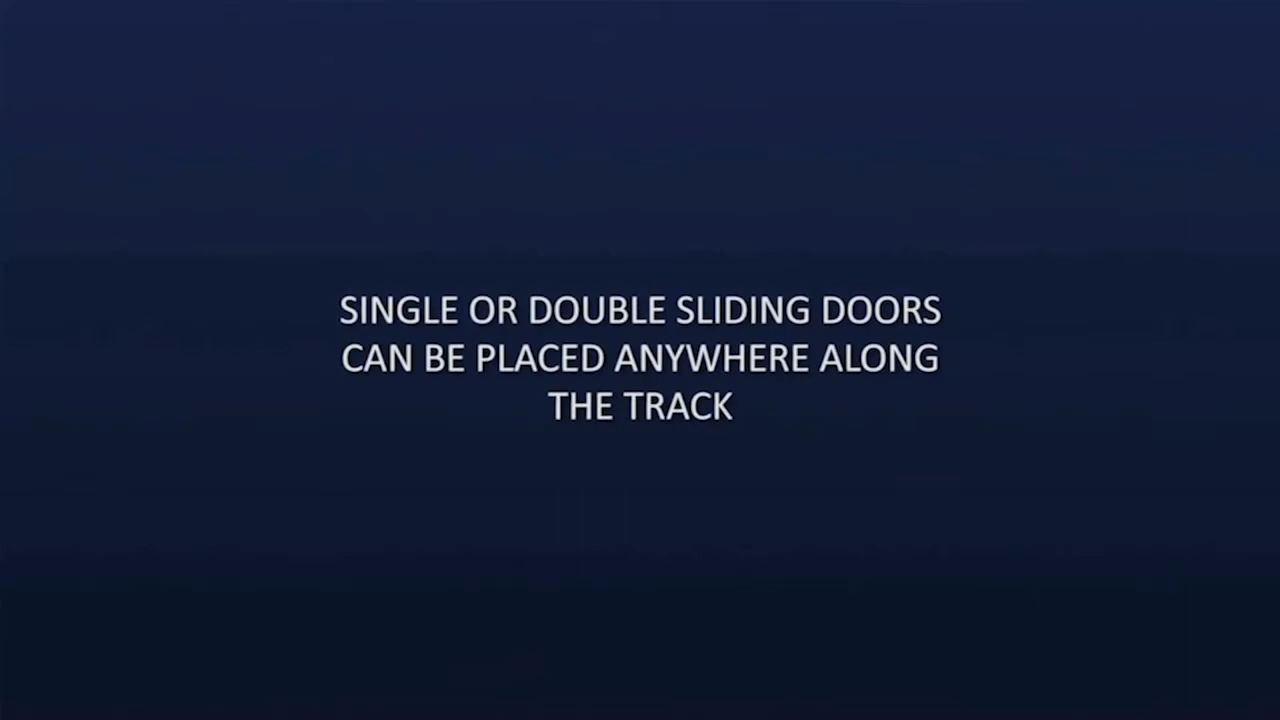 SINGLE OR DOUBLE SLIDING DOORS
CAN BE PLACED ANYWHERE ALONG
THE TRACK